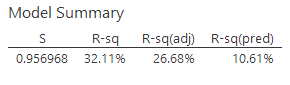 Model Summary
S R-sq R-sq(adj) R-sq(pred)
0.956968 32.11% 26.68% 10.61%